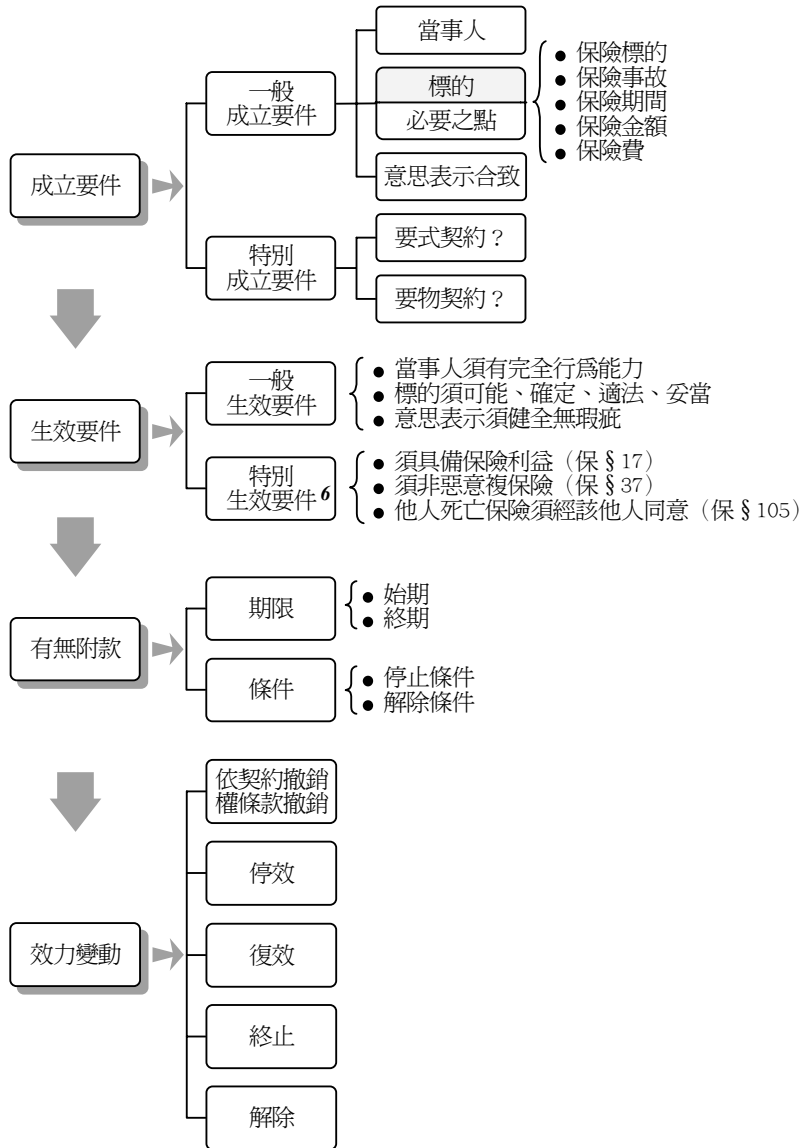 成立要件
一般
成立要件
當事人
標的
必要之點
● 保險標的
● 保險事故
● 保險期間
● 保險金額
● 保險費
意思表示合致
特別
成立要件
要式契約？
要物契約？
生效要件
一般
生效要件
● 當事人須有完全行為能力
● 標的須可能、確定、適法、妥當
● 意思表示須健全無瑕疵
特別
生效要件6
● 須具備保險利益（保§17）
● 須非惡意複保險（保§37）
● 他人死亡保險須經該他人同意（保§105）
有無附款
期限
● 始期
● 終期
條件
● 停止條件
● 解除條件
效力變動
依契約撤銷
權條款撤銷
停效
復效
終止
解除